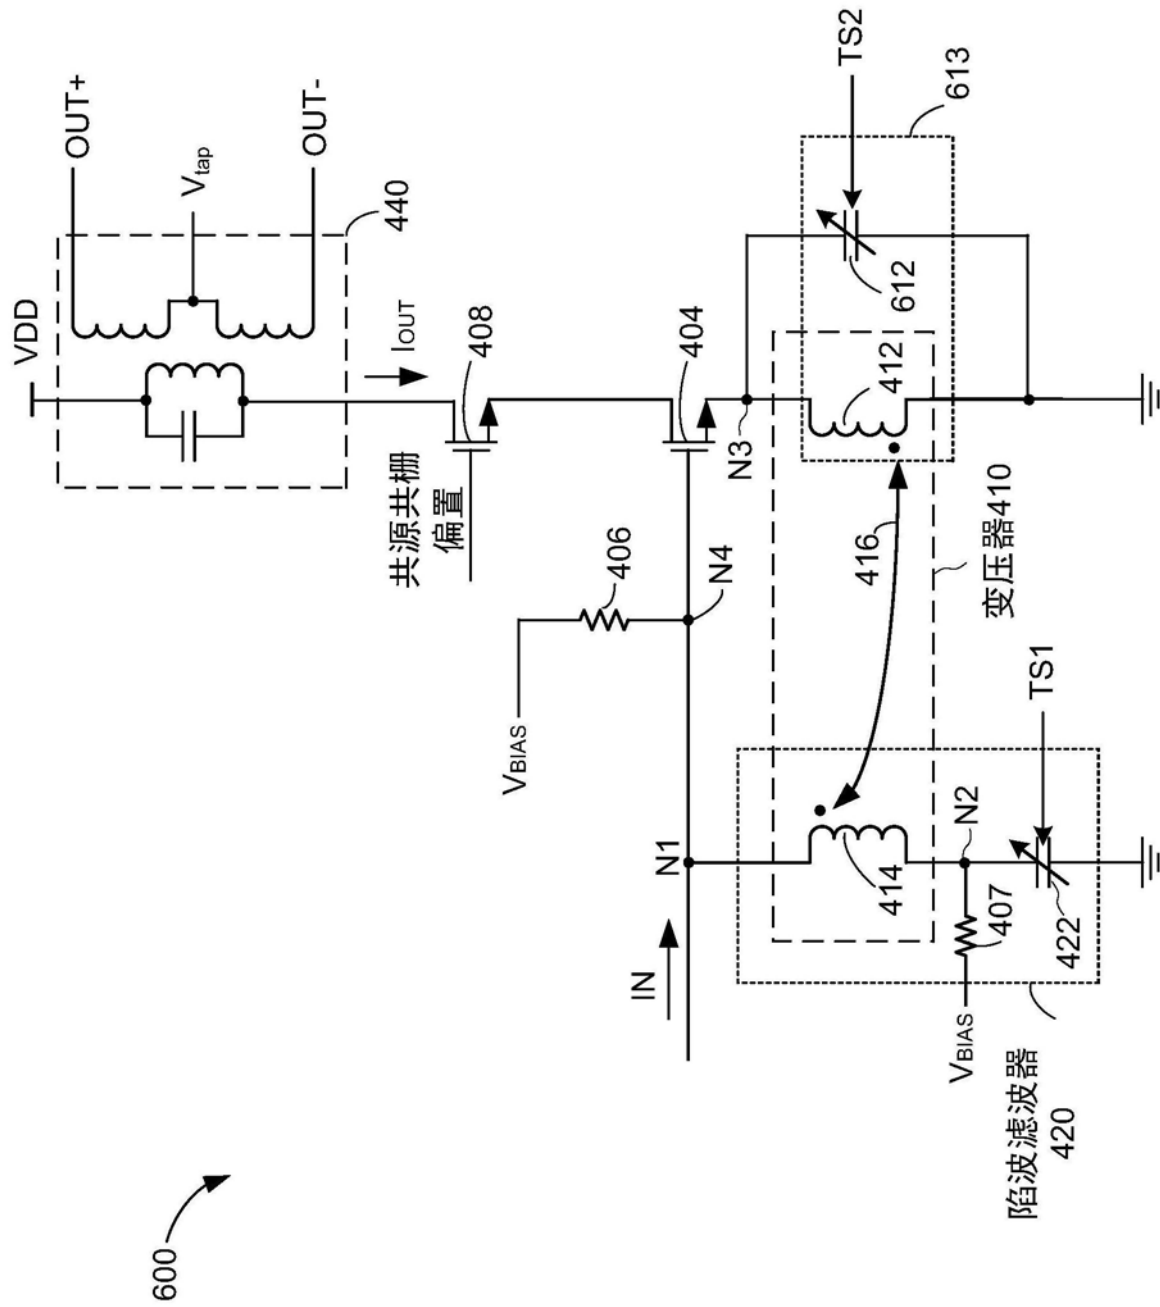 VDD
OUT+
Vtap
OUT-
440
IOUT
共源共栅
偏置
408
406
VBIAS
N4
404
N1
IN
N3
TS2
613
612
412
416
变压器410
414
N2
TS1
407
VBIAS
422
陷波滤波器
420
600